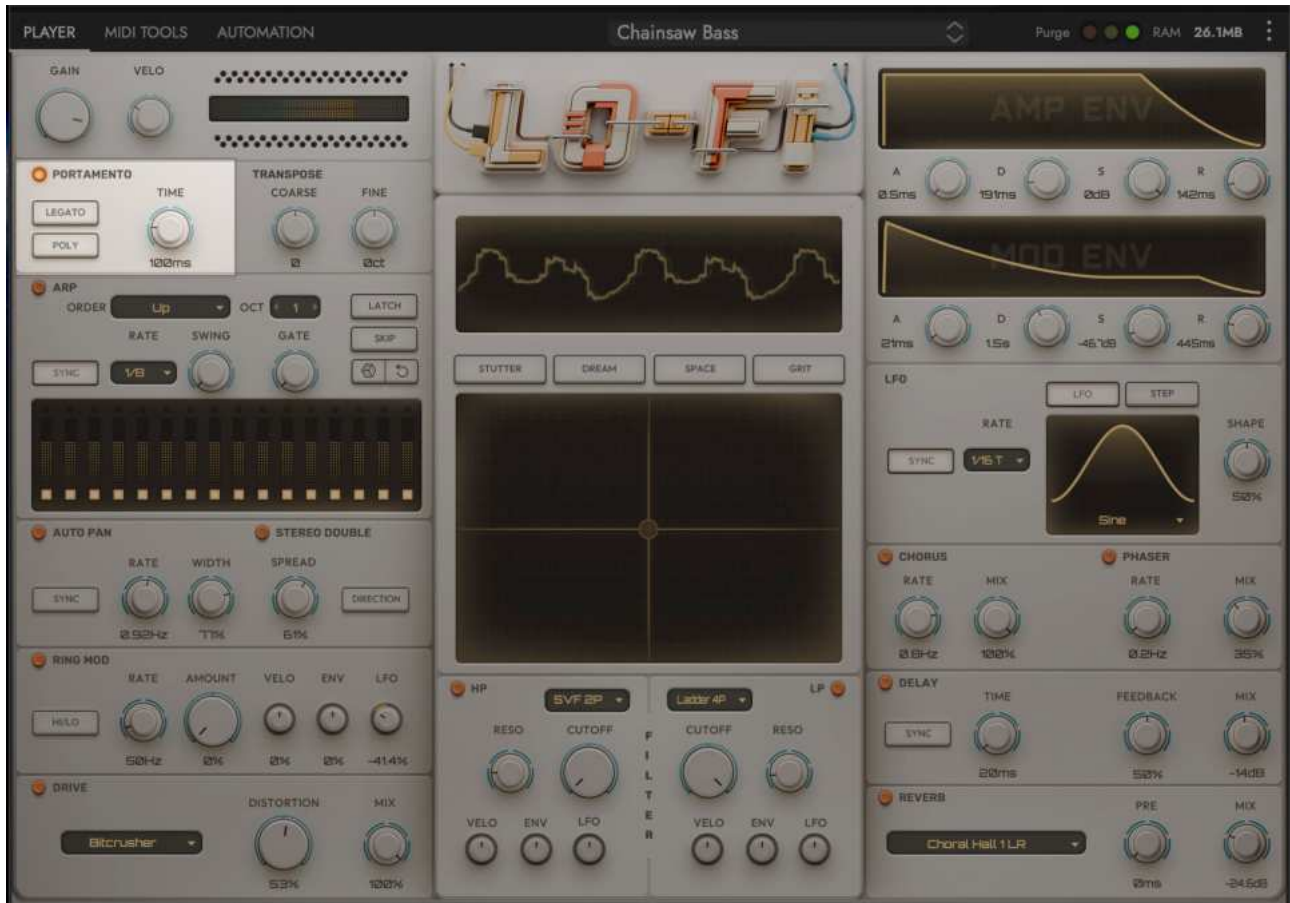 PLAYER MIDI TOOLS AUTOMATION Chainsaw Bass Purge RAM 26.1MB
GAIN VELO
PORTAMENTO
TIME
LEGATO
POLY
100ms
TRANSPOSE
COARSE FINE
0 0ct
ARP
ORDER Up OCT 1 LATCH
RATE SWING GATE SKIP
SYNC 1/8
AUTO PAN STEREO DOUBLE
RATE WIDTH SPREAD
SYNC DIRECTION
0.92Hz 77% 61%
RING MOD
RATE AMOUNT VELO ENV LFO
HI/LO
50Hz 0% 0% 0% -41.4%
DRIVE
DISTORTION MIX
Bitcrusher
53% 100%
LO-FI
STUTTER DREAM SPACE GRIT
HP SVF 2P Ladder 4P LP
RESO CUTOFF CUTOFF RESO
FILTER
VELO ENV LFO VELO ENV LFO
AMP ENV
A D S R
0.5ms 191ms 0dB 142ms
MOD ENV
A D S R
21ms 1.5s -46.7dB 445ms
LFO
LFO STEP
RATE SHAPE
SYNC 1/16 T
50%
Sine
CHORUS PHASER
RATE MIX RATE MIX
0.8Hz 100% 0.2Hz 35%
DELAY
TIME FEEDBACK MIX
SYNC
20ms 50% -14dB
REVERB
PRE MIX
Choral Hall 1 LR
0ms -24.6dB